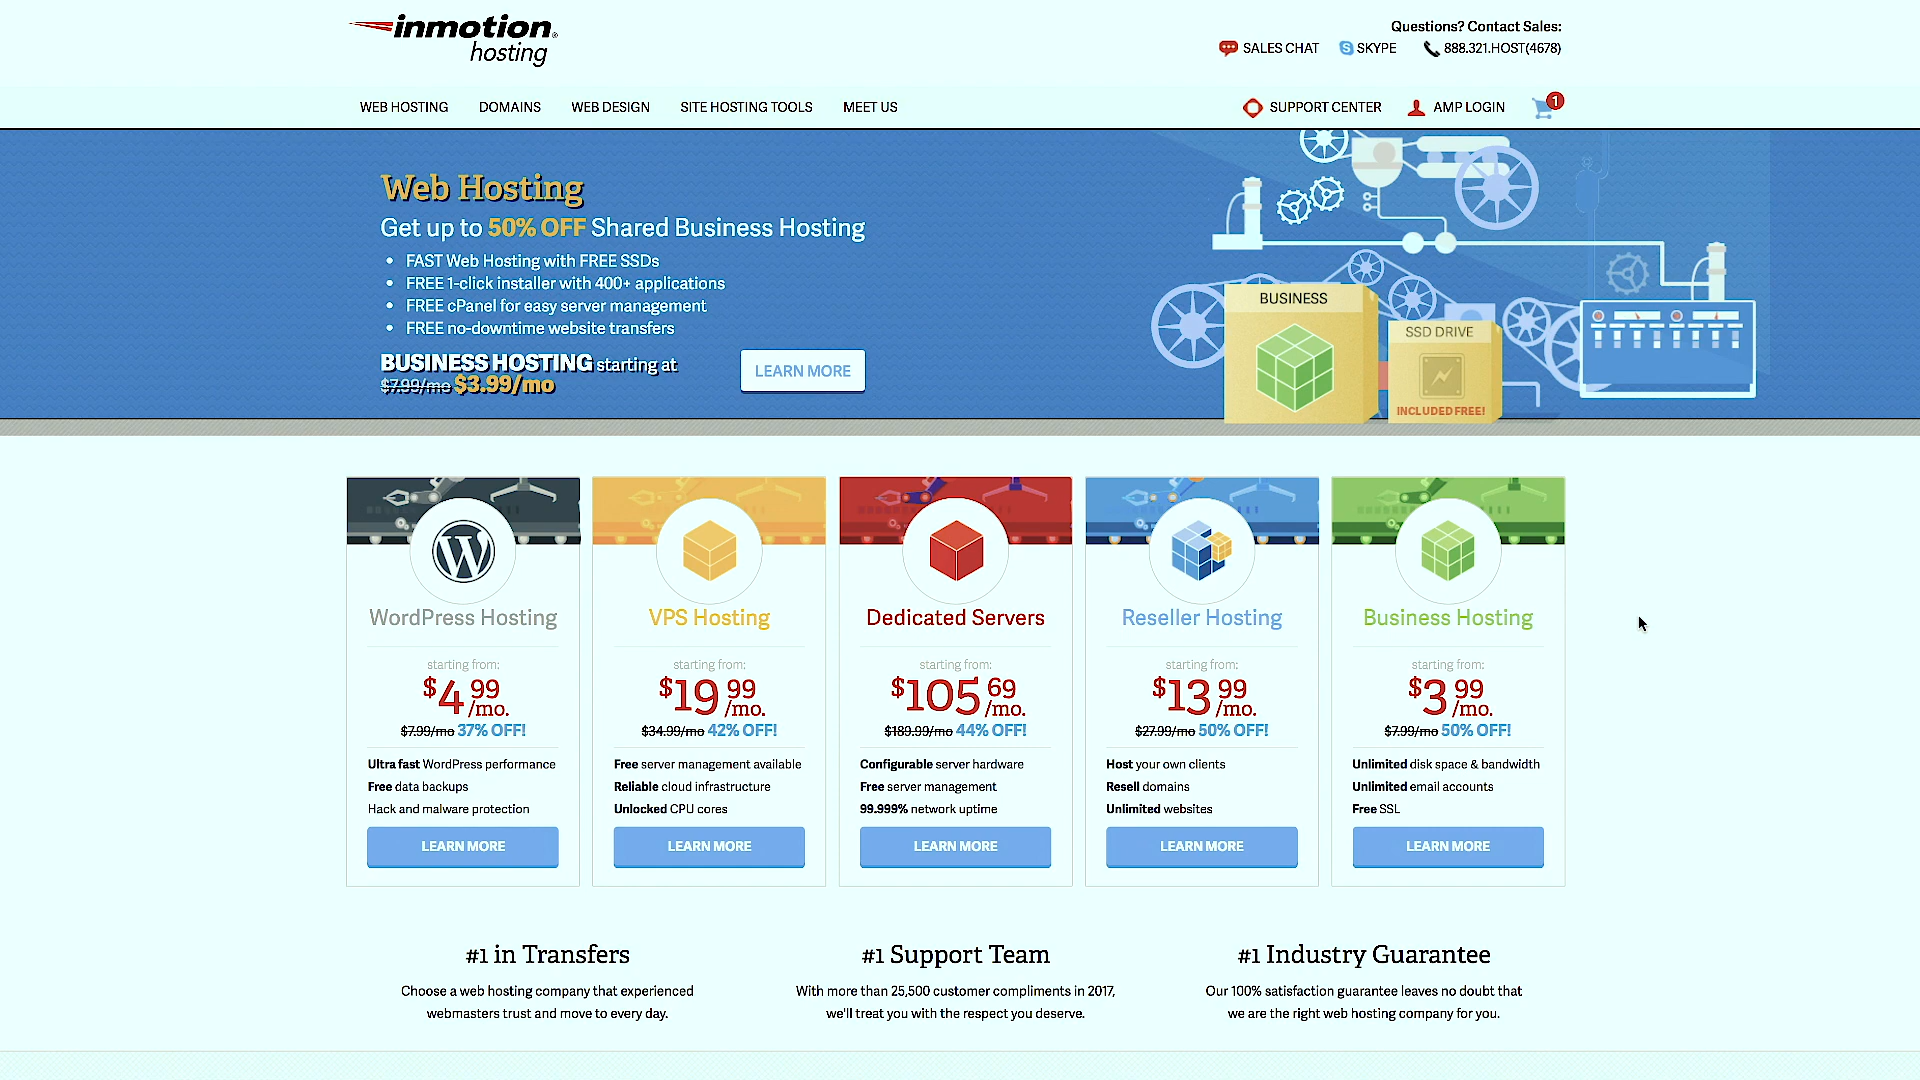 inmotion
hosting
Questions? Contact Sales:
SALES CHAT SKYPE 888.321.HOST(4678)
WEB HOSTING DOMAINS WEB DESIGN SITE HOSTING TOOLS MEET US SUPPORT CENTER AMP LOGIN 1
Web Hosting
Get up to 50% OFF Shared Business Hosting
• FAST Web Hosting with FREE SSDs
• FREE 1-click installer with 400+ applications
• FREE cPanel for easy server management
• FREE no-downtime website transfers
BUSINESS HOSTING starting at
$7.99/mo $3.99/mo
LEARN MORE
BUSINESS
SSD DRIVE
INCLUDED FREE!
WordPress Hosting
starting from:
$4.99/mo.
$7.99/mo 37% OFF!
Ultra fast WordPress performance
Free data backups
Hack and malware protection
LEARN MORE
VPS Hosting
starting from:
$19 99/mo.
$34.99/mo 42% OFF!
Free server management available
Reliable cloud infrastructure
Unlocked CPU cores
LEARN MORE
Dedicated Servers
starting from:
$105 69/mo.
$189.99/mo 44% OFF!
Configurable server hardware
Free server management
99.999% network uptime
LEARN MORE
Reseller Hosting
starting from:
$13 99/mo.
$27.99/mo 50% OFF!
Host your own clients
Resell domains
Unlimited websites
LEARN MORE
Business Hosting
starting from:
$3 99/mo.
$7.99/mo 50% OFF!
Unlimited disk space & bandwidth
Unlimited email accounts
Free SSL
LEARN MORE
#1 in Transfers
Choose a web hosting company that experienced
webmasters trust and move to every day.
#1 Support Team
With more than 25,500 customer compliments in 2017,
we'll treat you with the respect you deserve.
#1 Industry Guarantee
Our 100% satisfaction guarantee leaves no doubt that
we are the right web hosting company for you.